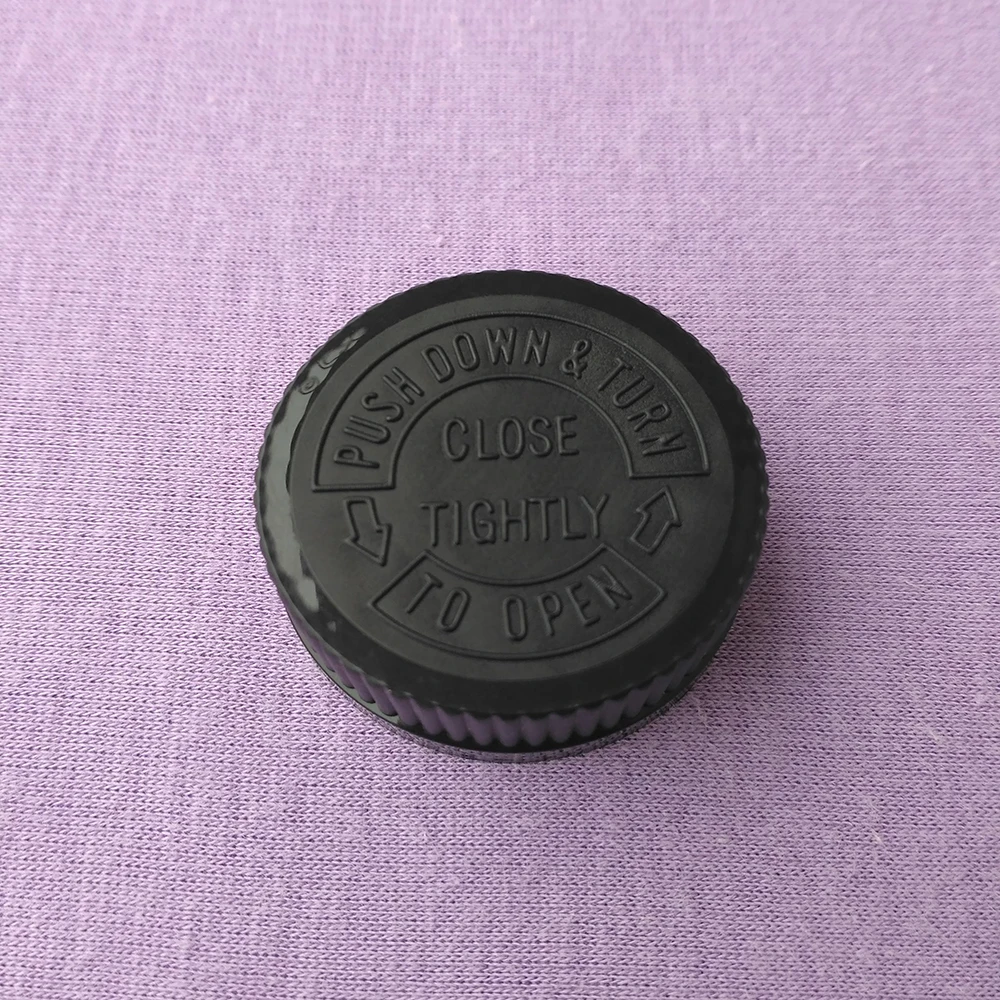 PUSH DOWN & TURN
CLOSE
TIGHTLY
TO OPEN